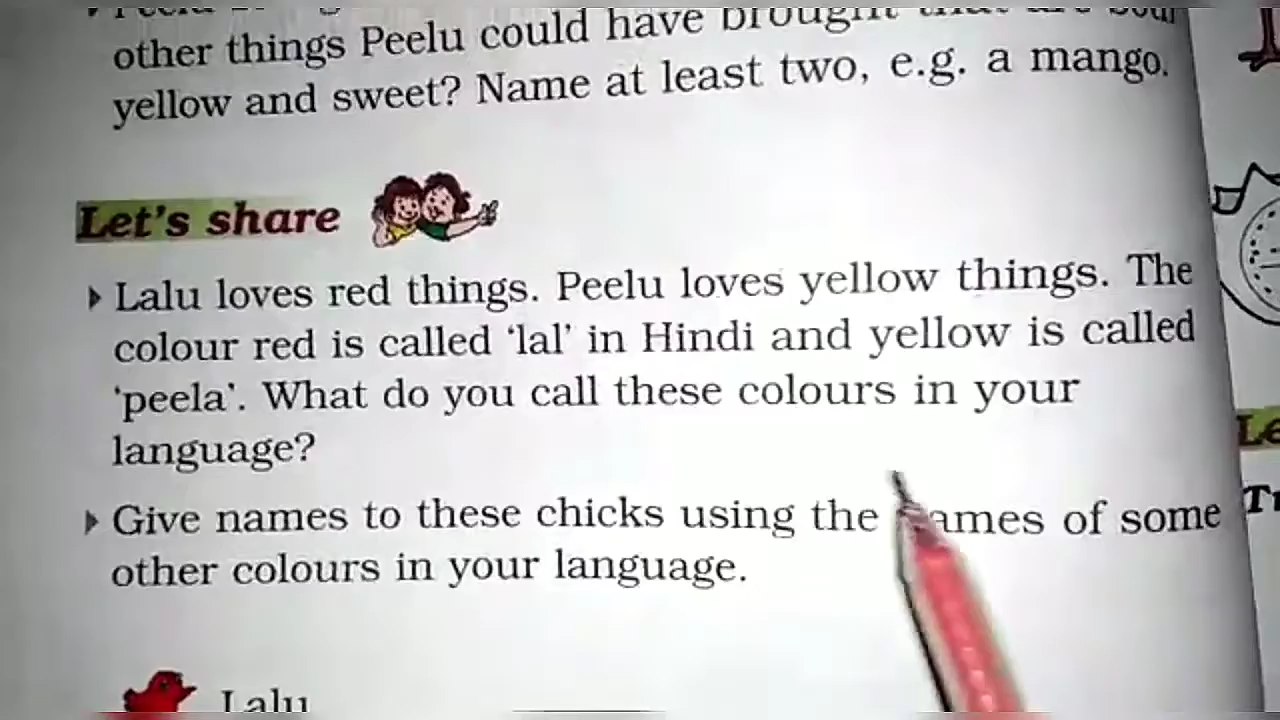 other things Peelu could have brought that are both
yellow and sweet? Name at least two, e.g. a mango.
Let's share
Lalu loves red things. Peelu loves yellow things. The
colour red is called ‘lal’ in Hindi and yellow is called
‘peela’. What do you call these colours in your
language?
Give names to these chicks using the names of some
other colours in your language.
Lalu